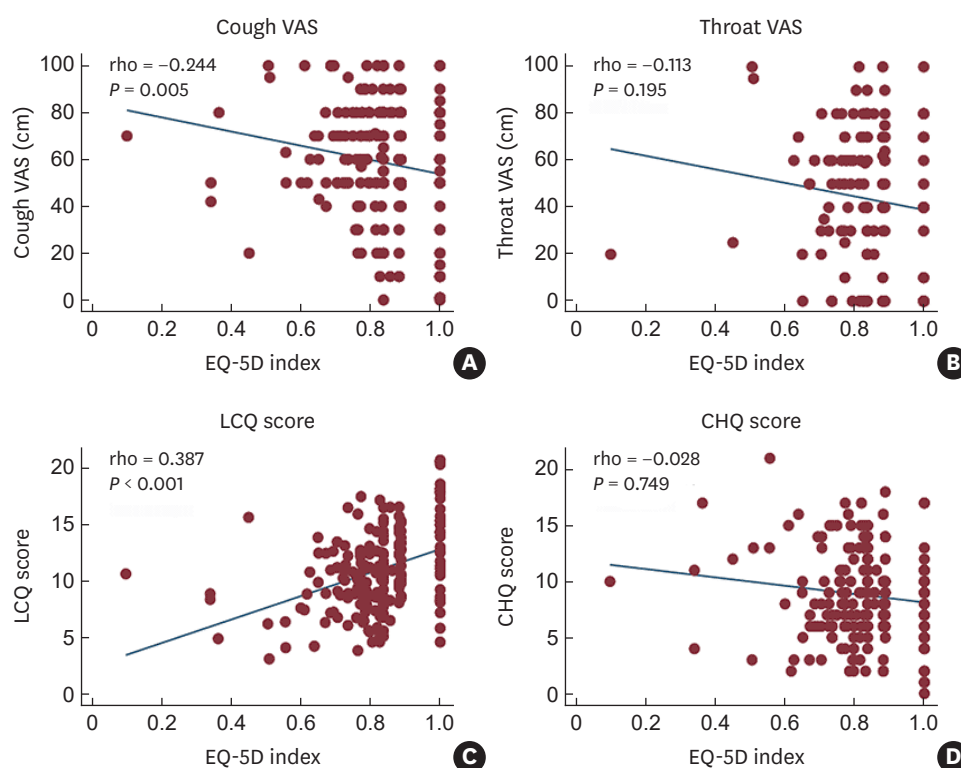 Cough VAS
rho = −0.244
P = 0.005
Cough VAS (cm)
100
80
60
40
20
0
0 0.2 0.4 0.6 0.8 1.0
EQ-5D index
A
Throat VAS
rho = −0.113
P = 0.195
Throat VAS (cm)
100
80
60
40
20
0
0 0.2 0.4 0.6 0.8 1.0
EQ-5D index
B
LCQ score
rho = 0.387
P < 0.001
LCQ score
20
15
10
5
0
0 0.2 0.4 0.6 0.8 1.0
EQ-5D index
C
CHQ score
rho = −0.028
P = 0.749
CHQ score
20
15
10
5
0
0 0.2 0.4 0.6 0.8 1.0
EQ-5D index
D